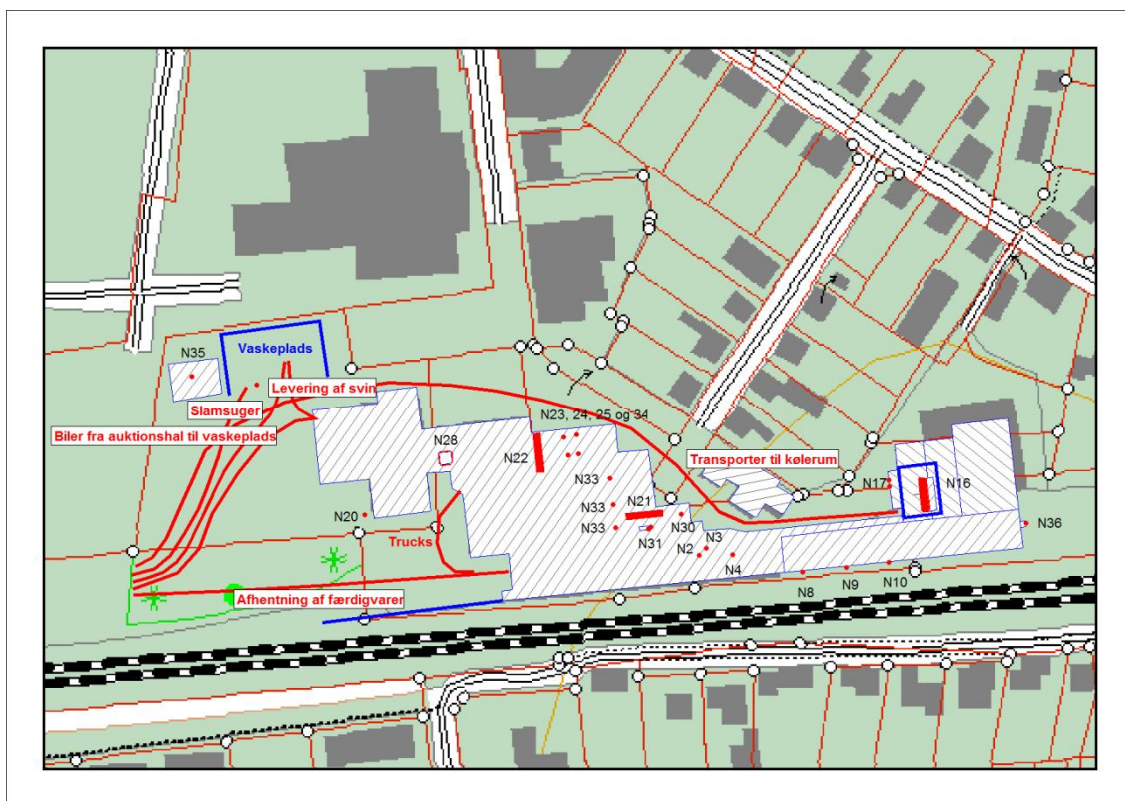 Vaskeplads
N35
Levering af svin
Slamsuger
N23, 24, 25 og 34
Biler fra auktionshal til vaskeplads
N28
N22
Transporter til kølerum
N33
N17
N16
N21
N33
N20
N30
N33
N36
N31
Trucks
N3
N2
N4
N10
N9
N8
Afhentning af færdigvarer